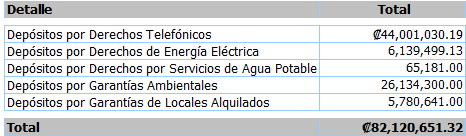 Detalle Total
Depósitos por Derechos Telefónicos ₡44,001,030.19
Depósitos por Derechos de Energía Eléctrica 6,139,499.13
Depósitos por Derechos por Servicios de Agua Potable 65,181.00
Depósitos por Garantías Ambientales 26,134,300.00
Depósitos por Garantías de Locales Alquilados 5,780,641.00
Total ₡82,120,651.32